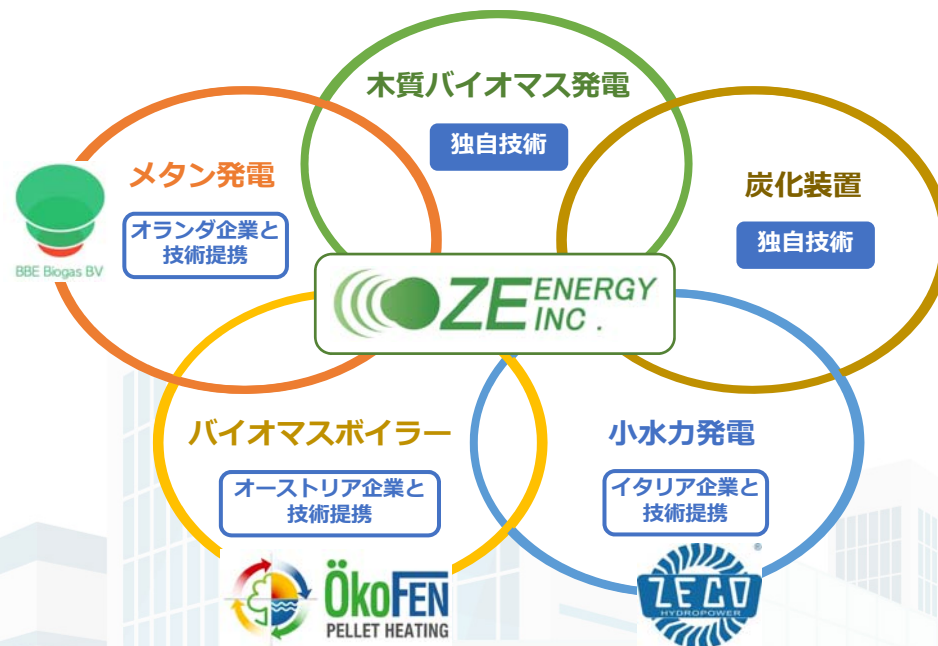 木質バイオマス発電
独自技術
メタン発電
オランダ企業と
技術提携
BBE Biogas BV
炭化装置
独自技術
ZE ENERGY
INC .
バイオマスボイラー
オーストリア企業と
技術提携
ÖkoFEN
PELLET HEATING
小水力発電
イタリア企業と
技術提携
®
ZECO
HYDROPOWER